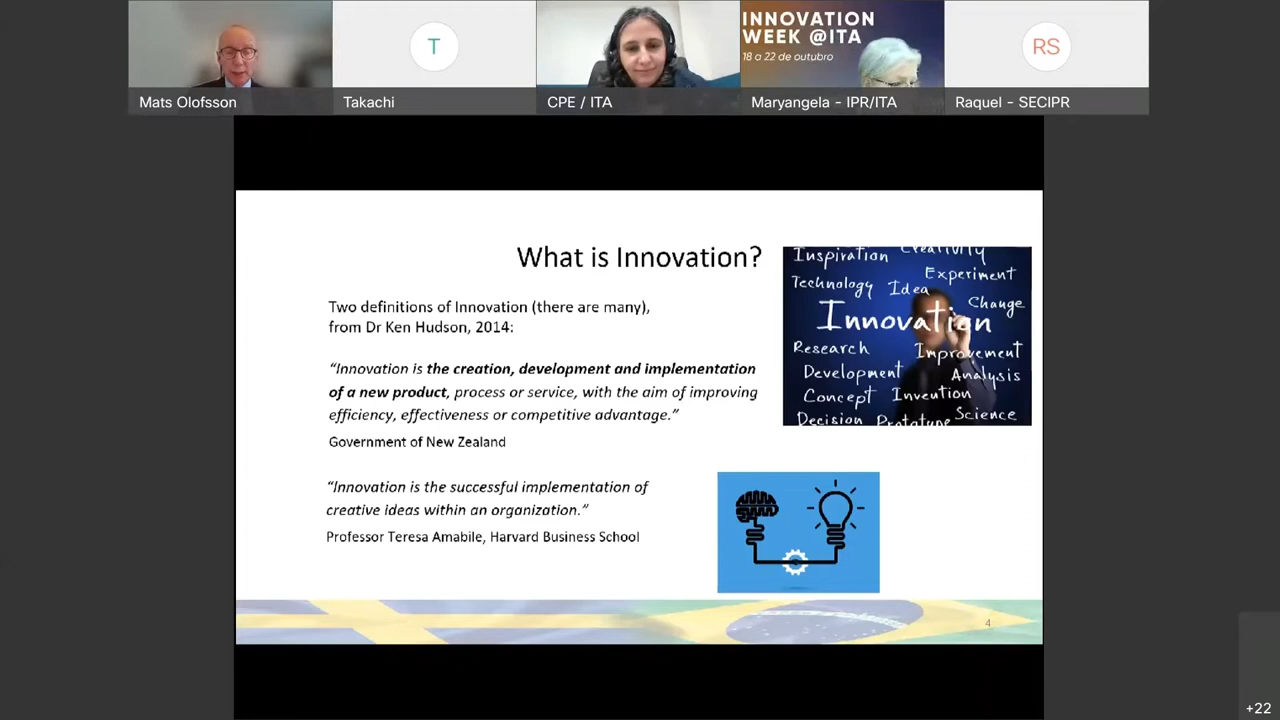 INNOVATION
WEEK @ITA
18 a 22 de outubro
T
RS
Mats Olofsson
Takachi
CPE / ITA
Maryangela - IPR/ITA
Raquel - SECIPR
What is Innovation?
Two definitions of Innovation (there are many),
from Dr Ken Hudson, 2014:
“Innovation is the creation, development and implementation
of a new product, process or service, with the aim of improving
efficiency, effectiveness or competitive advantage.”
Government of New Zealand
“Innovation is the successful implementation of
creative ideas within an organization.”
Professor Teresa Amabile, Harvard Business School
Inspiration
Creativity
Experiment
Technology
Idea
Change
Innovation
Research
Improvement
Development
Analysis
Concept
Invention
Decision
Prototype
Science
4
+22